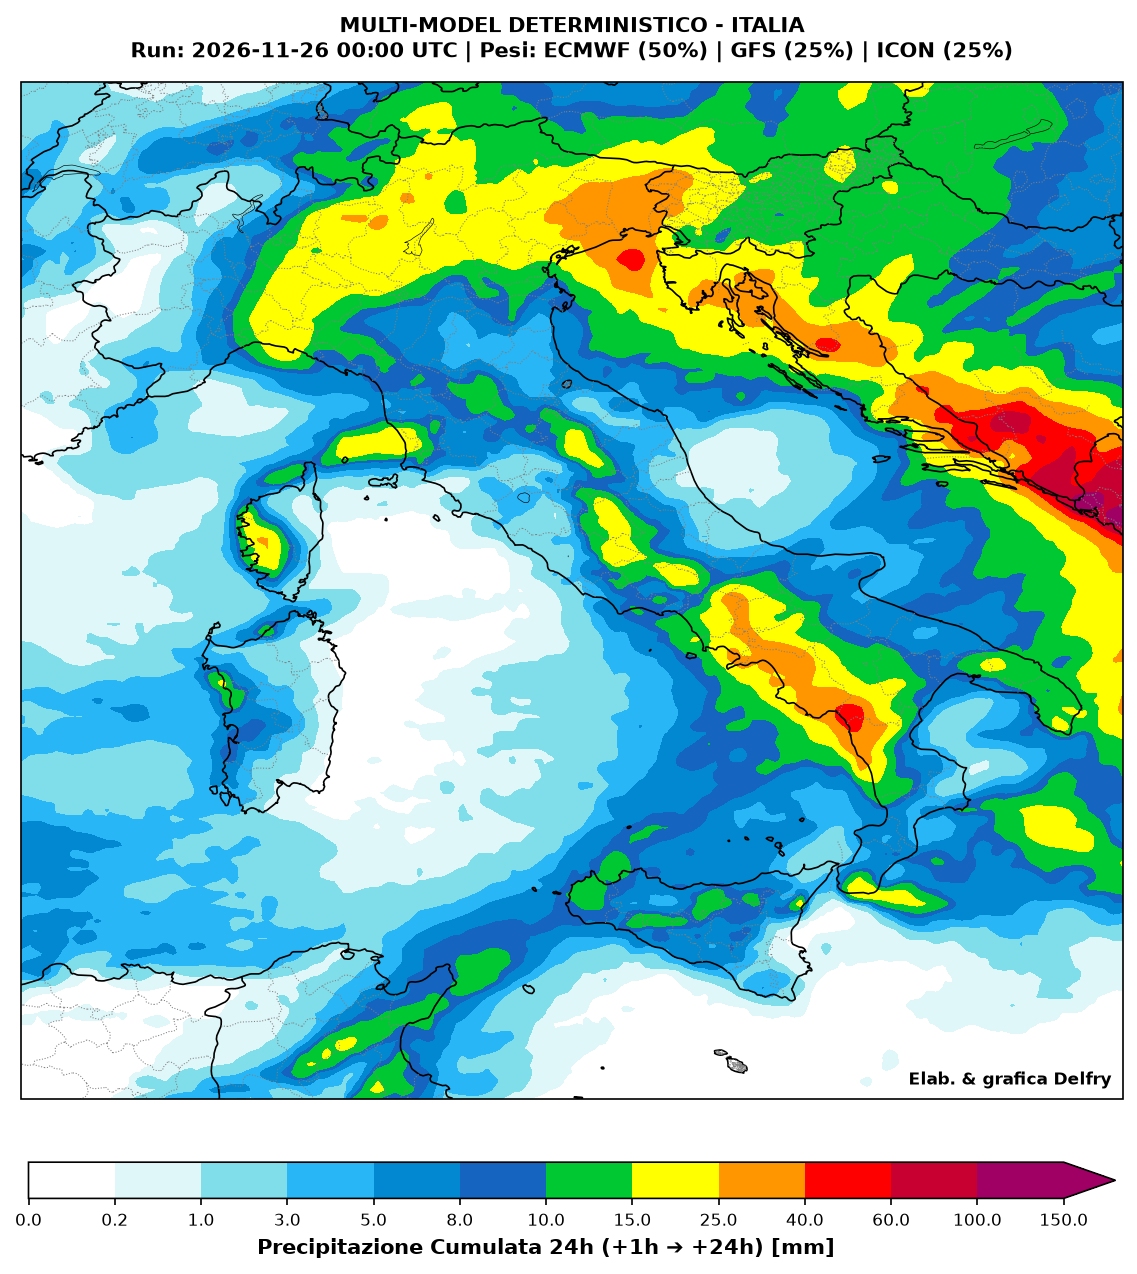 MULTI-MODEL DETERMINISTICO - ITALIA
Run: 2026-11-26 00:00 UTC | Pesi: ECMWF (50%) | GFS (25%) | ICON (25%)
Elab. & grafica Delfry
0.0 0.2 1.0 3.0 5.0 8.0 10.0 15.0 25.0 40.0 60.0 100.0 150.0
Precipitazione Cumulata 24h (+1h → +24h) [mm]